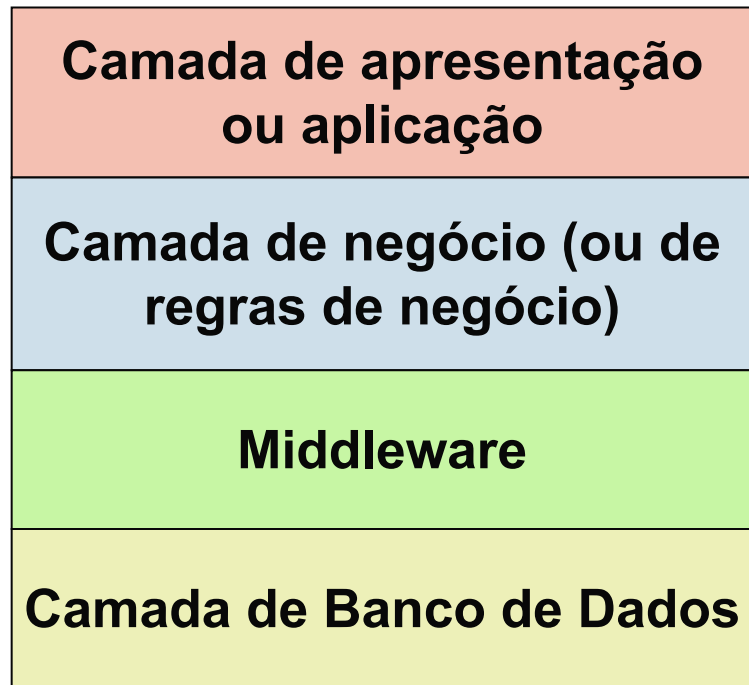 Camada de apresentação
ou aplicação
Camada de negócio (ou de
regras de negócio)
Middleware
Camada de Banco de Dados